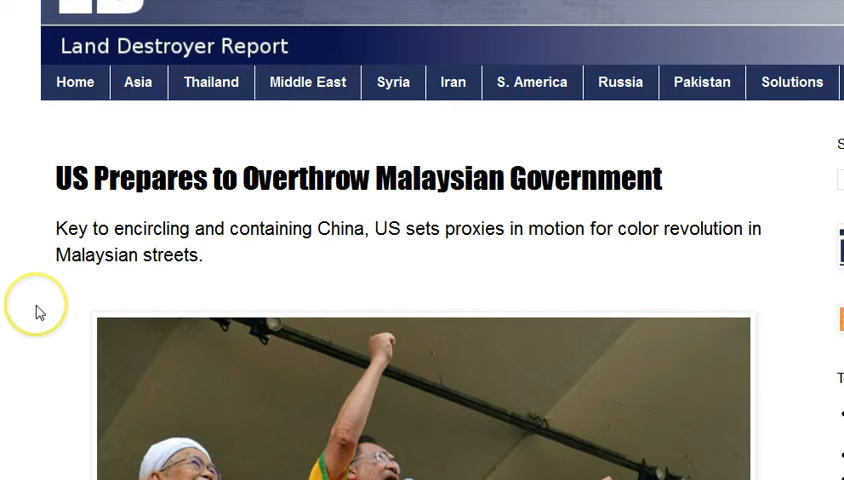 Land Destroyer Report
Home Asia Thailand Middle East Syria Iran S. America Russia Pakistan Solutions
US Prepares to Overthrow Malaysian Government
Key to encircling and containing China, US sets proxies in motion for color revolution in
Malaysian streets.